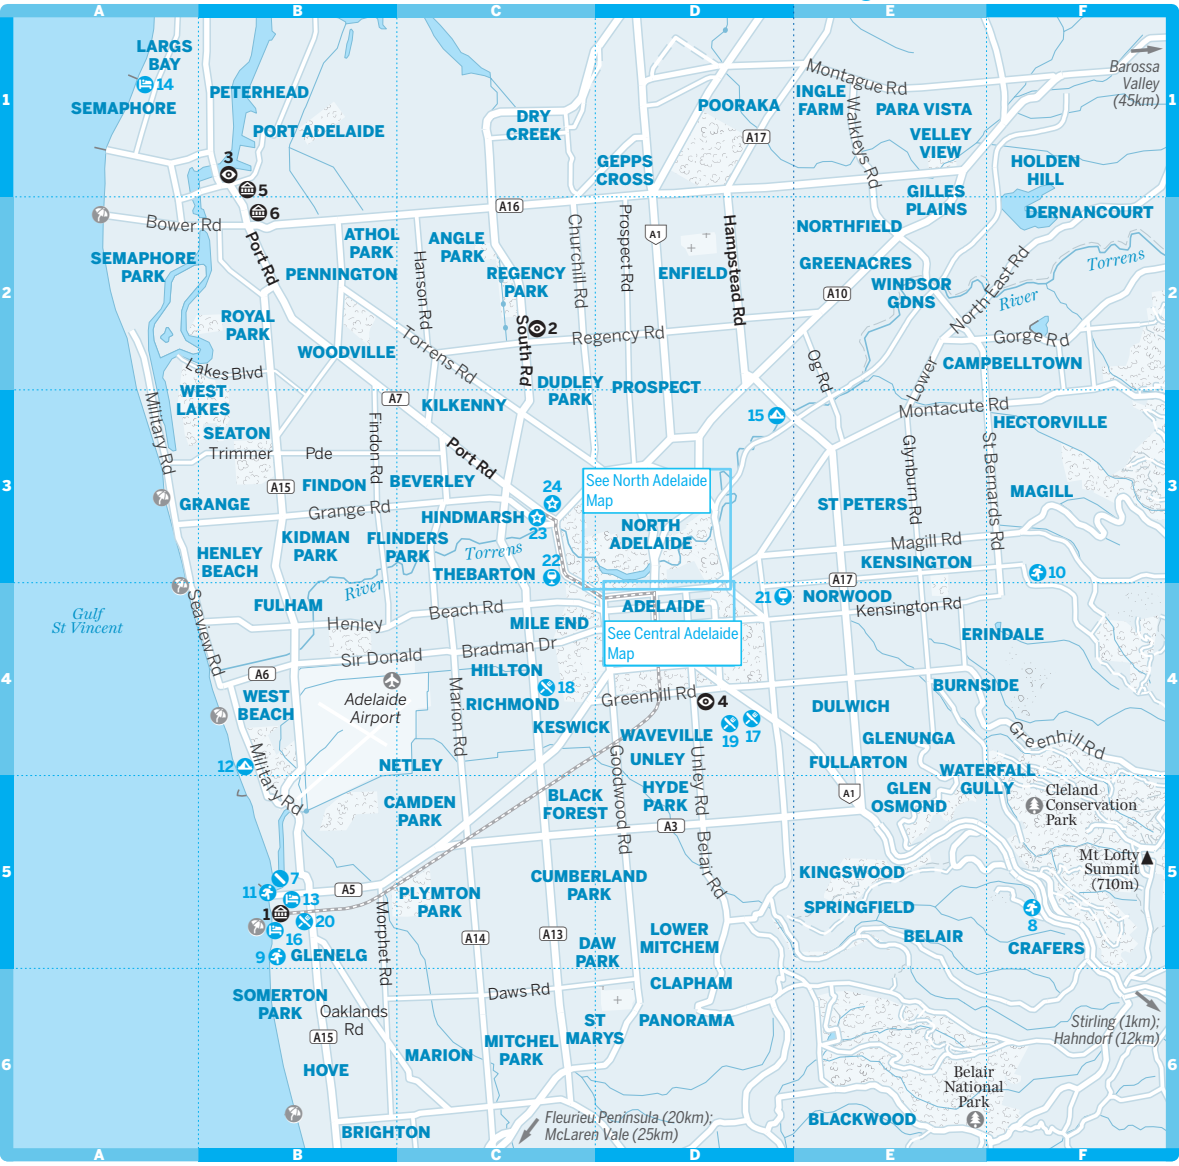 A
B
C
D
E
F
LARGS
BAY
14
SEMAPHORE
PETERHEAD
PORT ADELAIDE
DRY
CREEK
POORAKA
Montague Rd
INGLE
FARM
Walkleys Rd
PARA VISTA
VELLEY
VIEW
Barossa
Valley
(45km)
1
1
A17
GEPPS
CROSS
HOLDEN
HILL
3
5
6
GILLES
PLAINS
DERNANCOURT
A16
Bower Rd
Port Rd
SEMAPHORE
PARK
ATHOL
PARK
PENNINGTON
ANGLE
PARK
Hanson Rd
REGENCY
PARK
Churchill Rd
Prospect Rd
A1
ENFIELD
Hampstead Rd
NORTHFIELD
GREENACRES
WINDSOR
GDNS
A10
North East Rd
Torrens
River
2
2
ROYAL
PARK
WOODVILLE
Torrens Rd
South Rd
2
Regency Rd
Gorge Rd
CAMPBELLTOWN
Lakes Blvd
WEST
LAKES
DUDLEY
PARK
PROSPECT
Og Rd
Lower
Montacute Rd
HECTORVILLE
Military Rd
SEATON
A7
KILKENNY
15
Trimmer
Pde
Findon Rd
Port Rd
Glynburn Rd
St Bernards Rd
3
3
A15
FINDON
BEVERLEY
GRANGE
Grange Rd
24
See North Adelaide
Map
ST PETERS
MAGILL
HINDMARSH
23
NORTH
ADELAIDE
KIDMAN
PARK
FLINDERS
PARK
Torrens
HENLEY
BEACH
22
THEBARTON
Magill Rd
KENSINGTON
10
River
FULHAM
Seaview Rd
Gulf
St Vincent
Henley
Beach Rd
MILE END
ADELAIDE
21
A17
NORWOOD
Kensington Rd
See Central Adelaide
Map
ERINDALE
Sir Donald
Bradman Dr
HILLTON
A6
4
4
WEST
BEACH
Adelaide
Airport
Marion Rd
RICHMOND
18
Greenhill Rd
4
BURNSIDE
DULWICH
KESWICK
WAVEVILLE
19
17
GLENUNGA
Greenhill Rd
12
Military Rd
NETLEY
Goodwood Rd
UNLEY
Unley Rd
FULLARTON
WATERFALL
GULLY
CAMDEN
PARK
BLACK
FOREST
HYDE
PARK
A1
GLEN
OSMOND
Cleland
Conservation
Park
A3
Belair Rd
Mt Lofty
Summit
(710m)
5
5
7
11
13
A5
1
20
16
9
GLENELG
PLYMPTON
PARK
Morphet Rd
CUMBERLAND
PARK
KINGSWOOD
SPRINGFIELD
8
A14
A13
DAW
PARK
LOWER
MITCHEM
BELAIR
CRAFERS
SOMERTON
PARK
Oaklands
Rd
Daws Rd
CLAPHAM
A15
MITCHEL
PARK
ST
MARYS
PANORAMA
Stirling (1km);
Hahndorf (12km)
MARION
HOVE
6
6
Belair
National
Park
BRIGHTON
Fleurieu Peninsula (20km);
McLaren Vale (25km)
BLACKWOOD
A
B
C
D
E
F